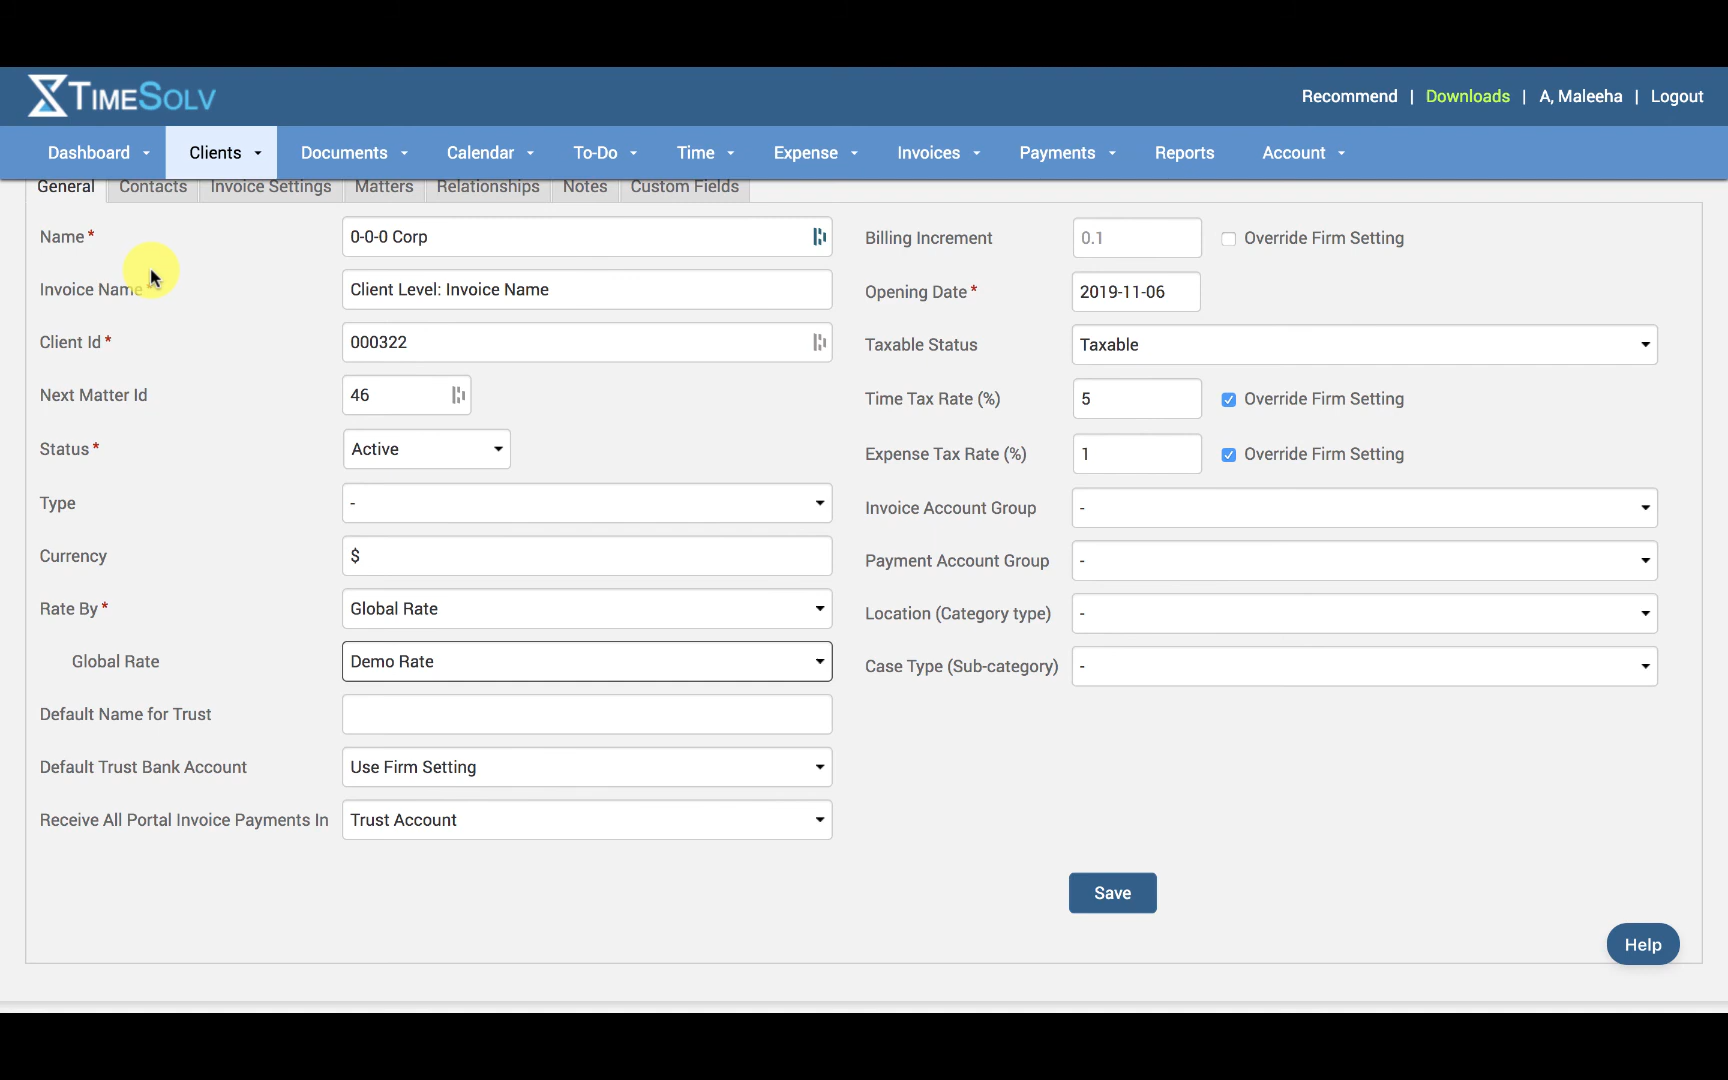 TIMESOLV
Recommend | Downloads | A, Maleeha | Logout
Dashboard Clients Documents Calendar To-Do Time Expense Invoices Payments Reports Account
General Contacts Invoice Settings Matters Relationships Notes Custom Fields
Name* 0-0-0 Corp
Invoice Name* Client Level: Invoice Name
Client Id* 000322
Next Matter Id 46
Status* Active
Type -
Currency $
Rate By* Global Rate
Global Rate Demo Rate
Default Name for Trust
Default Trust Bank Account Use Firm Setting
Receive All Portal Invoice Payments In Trust Account
Billing Increment 0.1 Override Firm Setting
Opening Date* 2019-11-06
Taxable Status Taxable
Time Tax Rate (%) 5 Override Firm Setting
Expense Tax Rate (%) 1 Override Firm Setting
Invoice Account Group -
Payment Account Group -
Location (Category type) -
Case Type (Sub-category) -
Save
Help